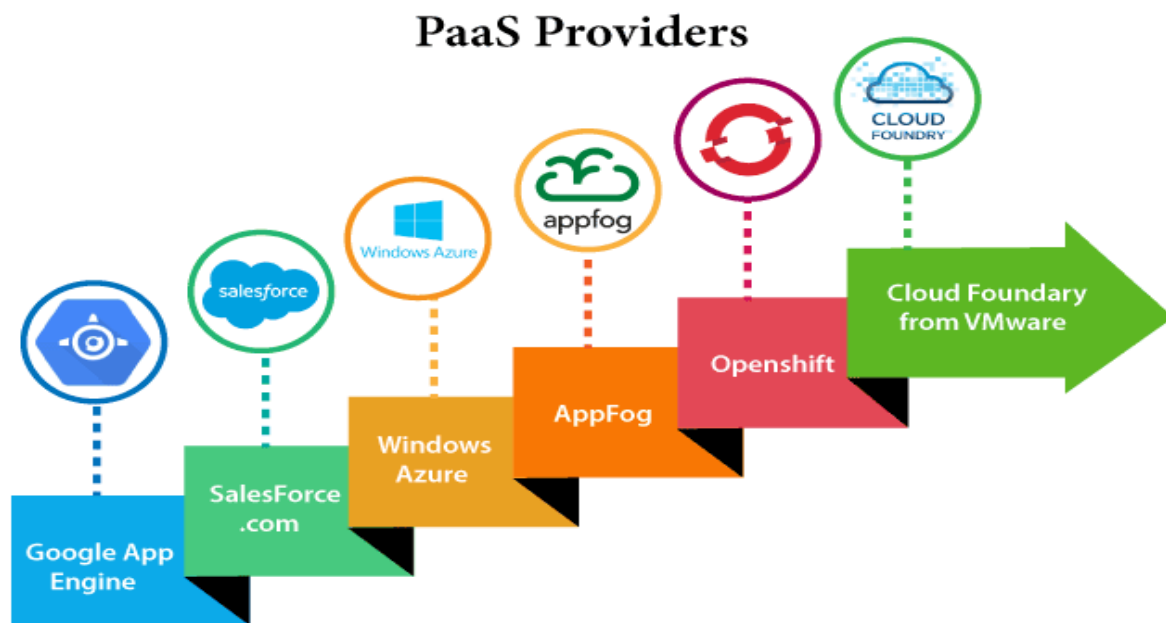 PaaS Providers
CLOUD
FOUNDRY™
appfog
Windows Azure
salesforce
Cloud Foundary
from VMware
Openshift
AppFog
Windows
Azure
SalesForce
.com
Google App
Engine